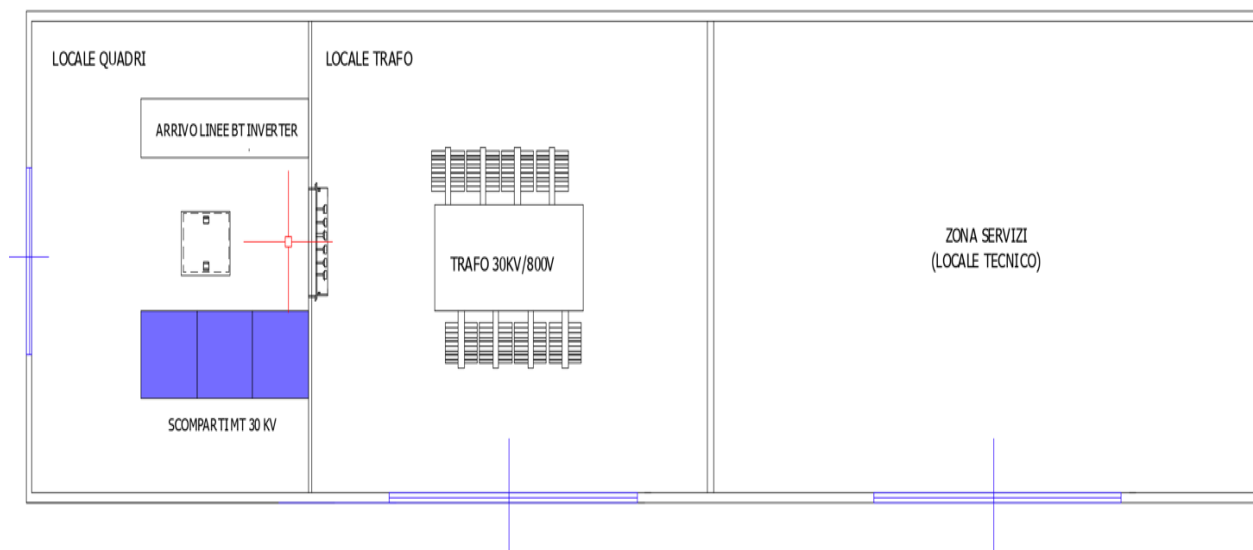 LOCALE QUADRI
LOCALE TRAFO
ARRIVO LINEE BT INVERTER
TRAFO 30KV/800V
ZONA SERVIZI
(LOCALE TECNICO)
SCOMPARTI MT 30 KV